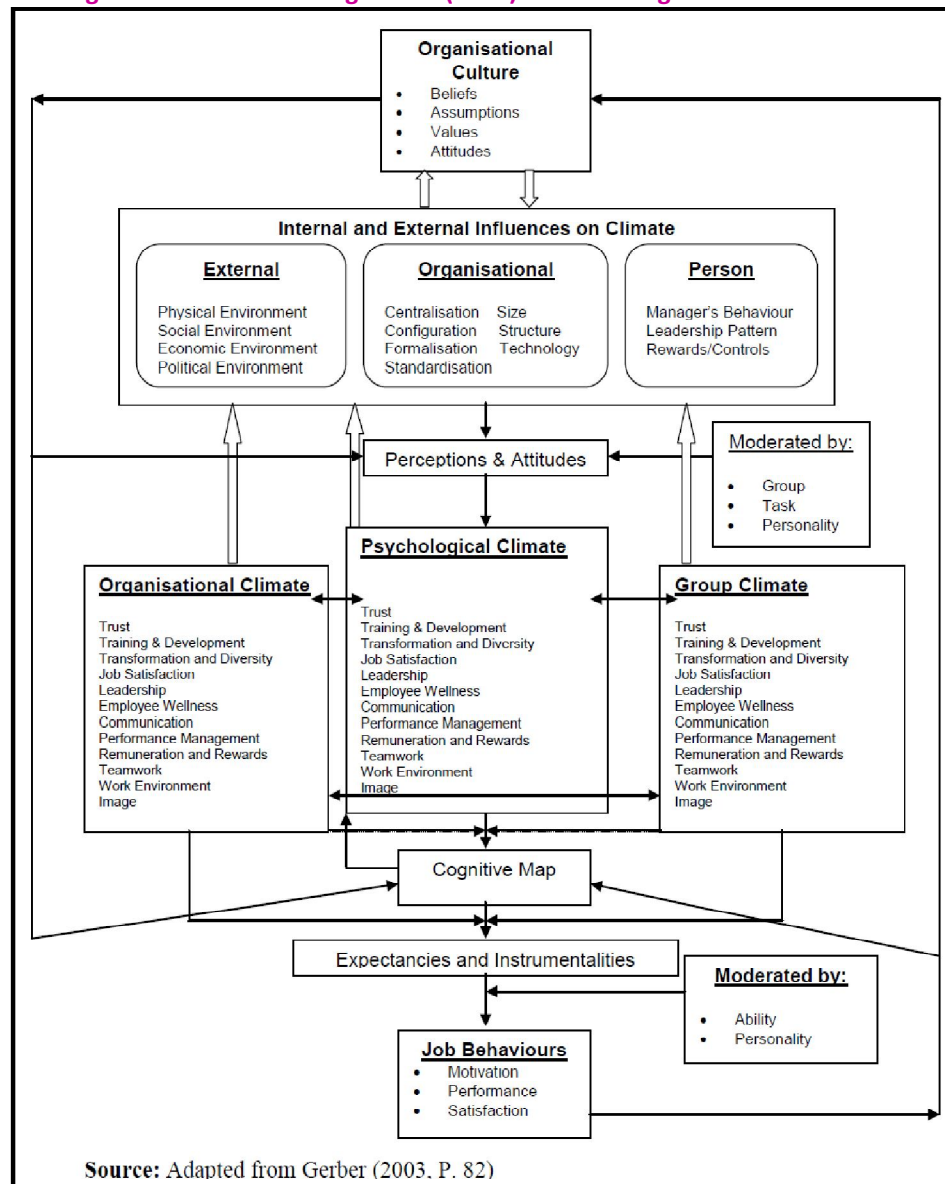 Organisational
Culture
• Beliefs
• Assumptions
• Values
• Attitudes
Internal and External Influences on Climate
External
Physical Environment
Social Environment
Economic Environment
Political Environment
Organisational
Centralisation Size
Configuration Structure
Formalisation Technology
Standardisation
Person
Manager's Behaviour
Leadership Pattern
Rewards/Controls
Perceptions & Attitudes
Moderated by:
• Group
• Task
• Personality
Organisational Climate
Trust
Training & Development
Transformation and Diversity
Job Satisfaction
Leadership
Employee Wellness
Communication
Performance Management
Remuneration and Rewards
Teamwork
Work Environment
Image
Psychological Climate
Trust
Training & Development
Transformation and Diversity
Job Satisfaction
Leadership
Employee Wellness
Communication
Performance Management
Remuneration and Rewards
Teamwork
Work Environment
Image
Group Climate
Trust
Training & Development
Transformation and Diversity
Job Satisfaction
Leadership
Employee Wellness
Communication
Performance Management
Remuneration and Rewards
Teamwork
Work Environment
Image
Cognitive Map
Expectancies and Instrumentalities
Moderated by:
• Ability
• Personality
Job Behaviours
• Motivation
• Performance
• Satisfaction
Source: Adapted from Gerber (2003, P. 82)